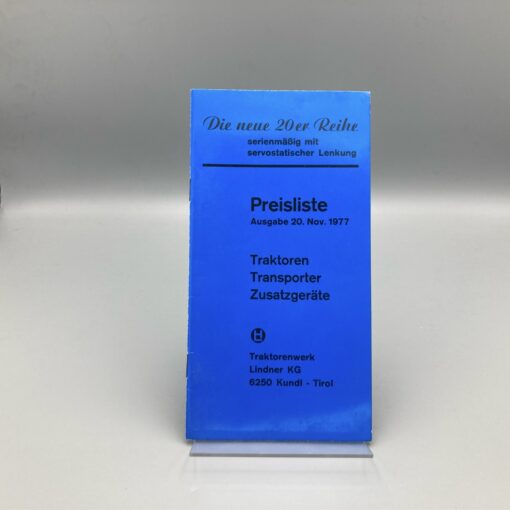 Die neue 20er Reihe
serienmäßig mit
servostatischer Lenkung
Preisliste
Ausgabe 20. Nov. 1977
Traktoren
Transporter
Zusatzgeräte
Traktorenwerk
Lindner KG
6250 Kundl - Tirol